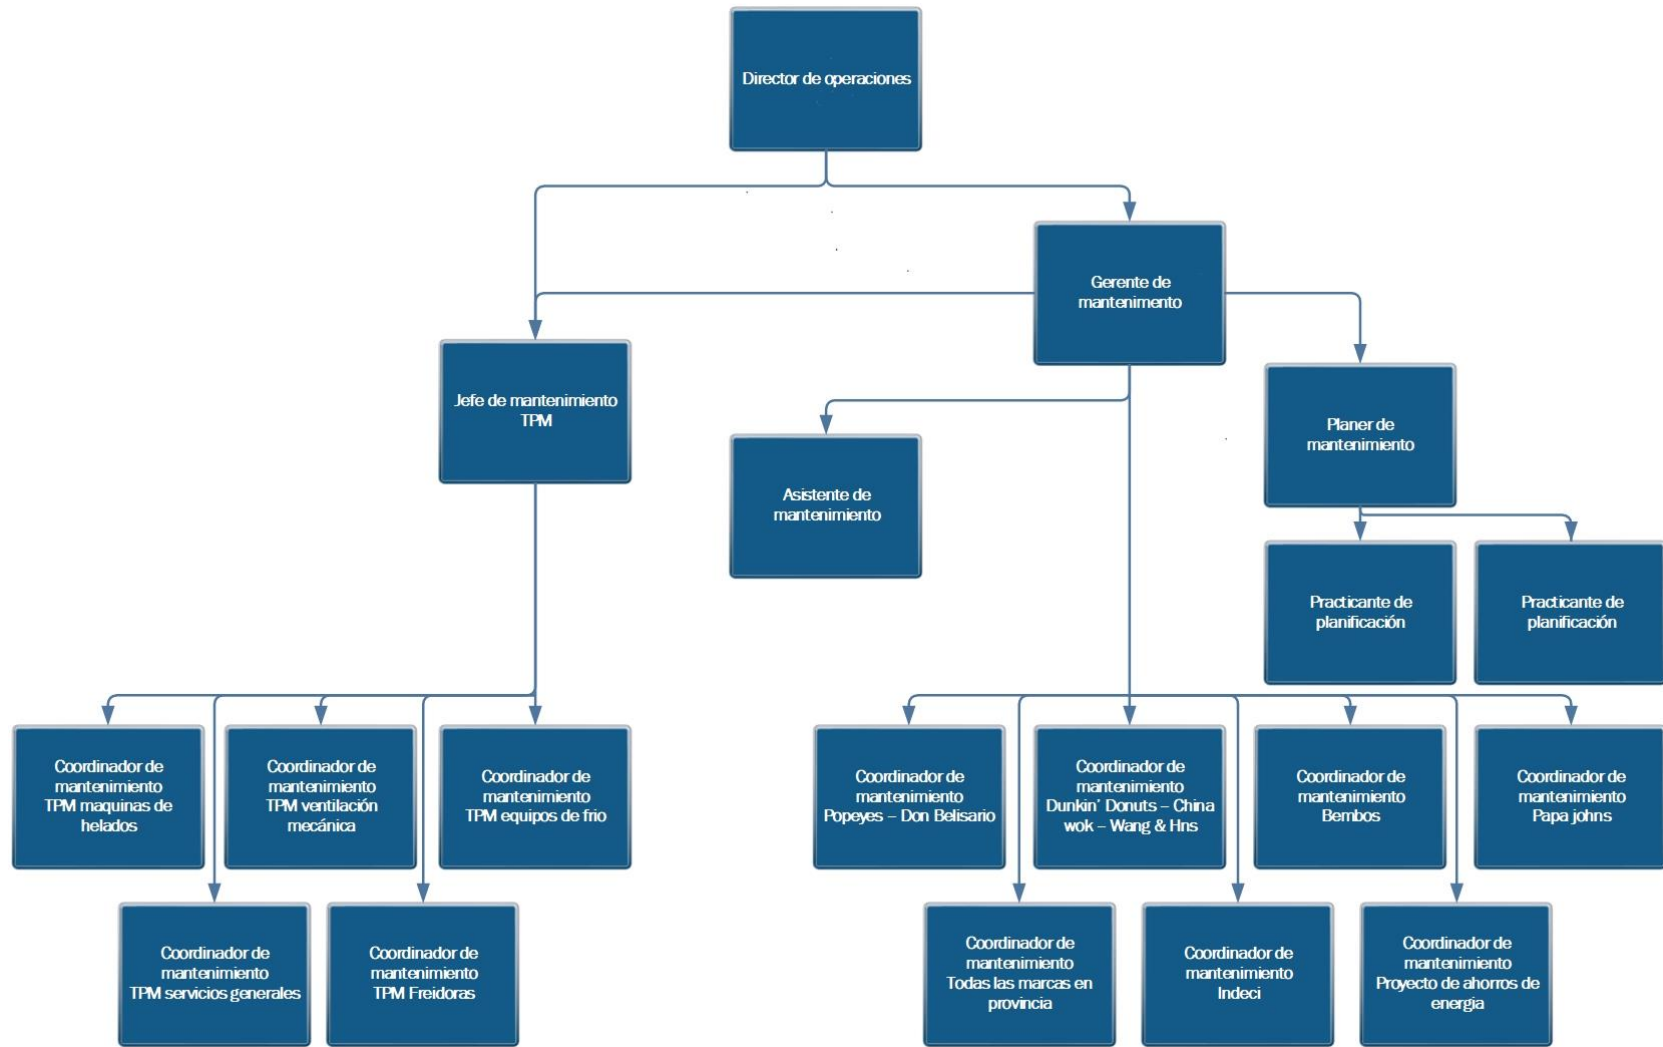 Director de operaciones
Gerente de
mantenimento
Jefe de mantenimiento
TPM
Planer de
mantenimiento
Asistente de
mantenimiento
Practicante de
planificación
Practicante de
planificación
Coordinador de
mantenimiento
TPM maquinas de
helados
Coordinador de
mantenimiento
TPM ventilación
mecánica
Coordinador de
mantenimiento
TPM equipos de frio
Coordinador de
mantenimiento
Popeyes – Don Belisario
Coordinador de
mantenimiento
Dunkin' Donuts – China
wok – Wang & Hns
Coordinador de
mantenimiento
Bembos
Coordinador de
mantenimiento
Papa johns
Coordinador de
mantenimiento
TPM servicios generales
Coordinador de
mantenimiento
TPM Freidoras
Coordinador de
mantenimiento
Todas las marcas en
provincia
Coordinador de
mantenimiento
Indeci
Coordinador de
mantenimiento
Proyecto de ahorros de
energia